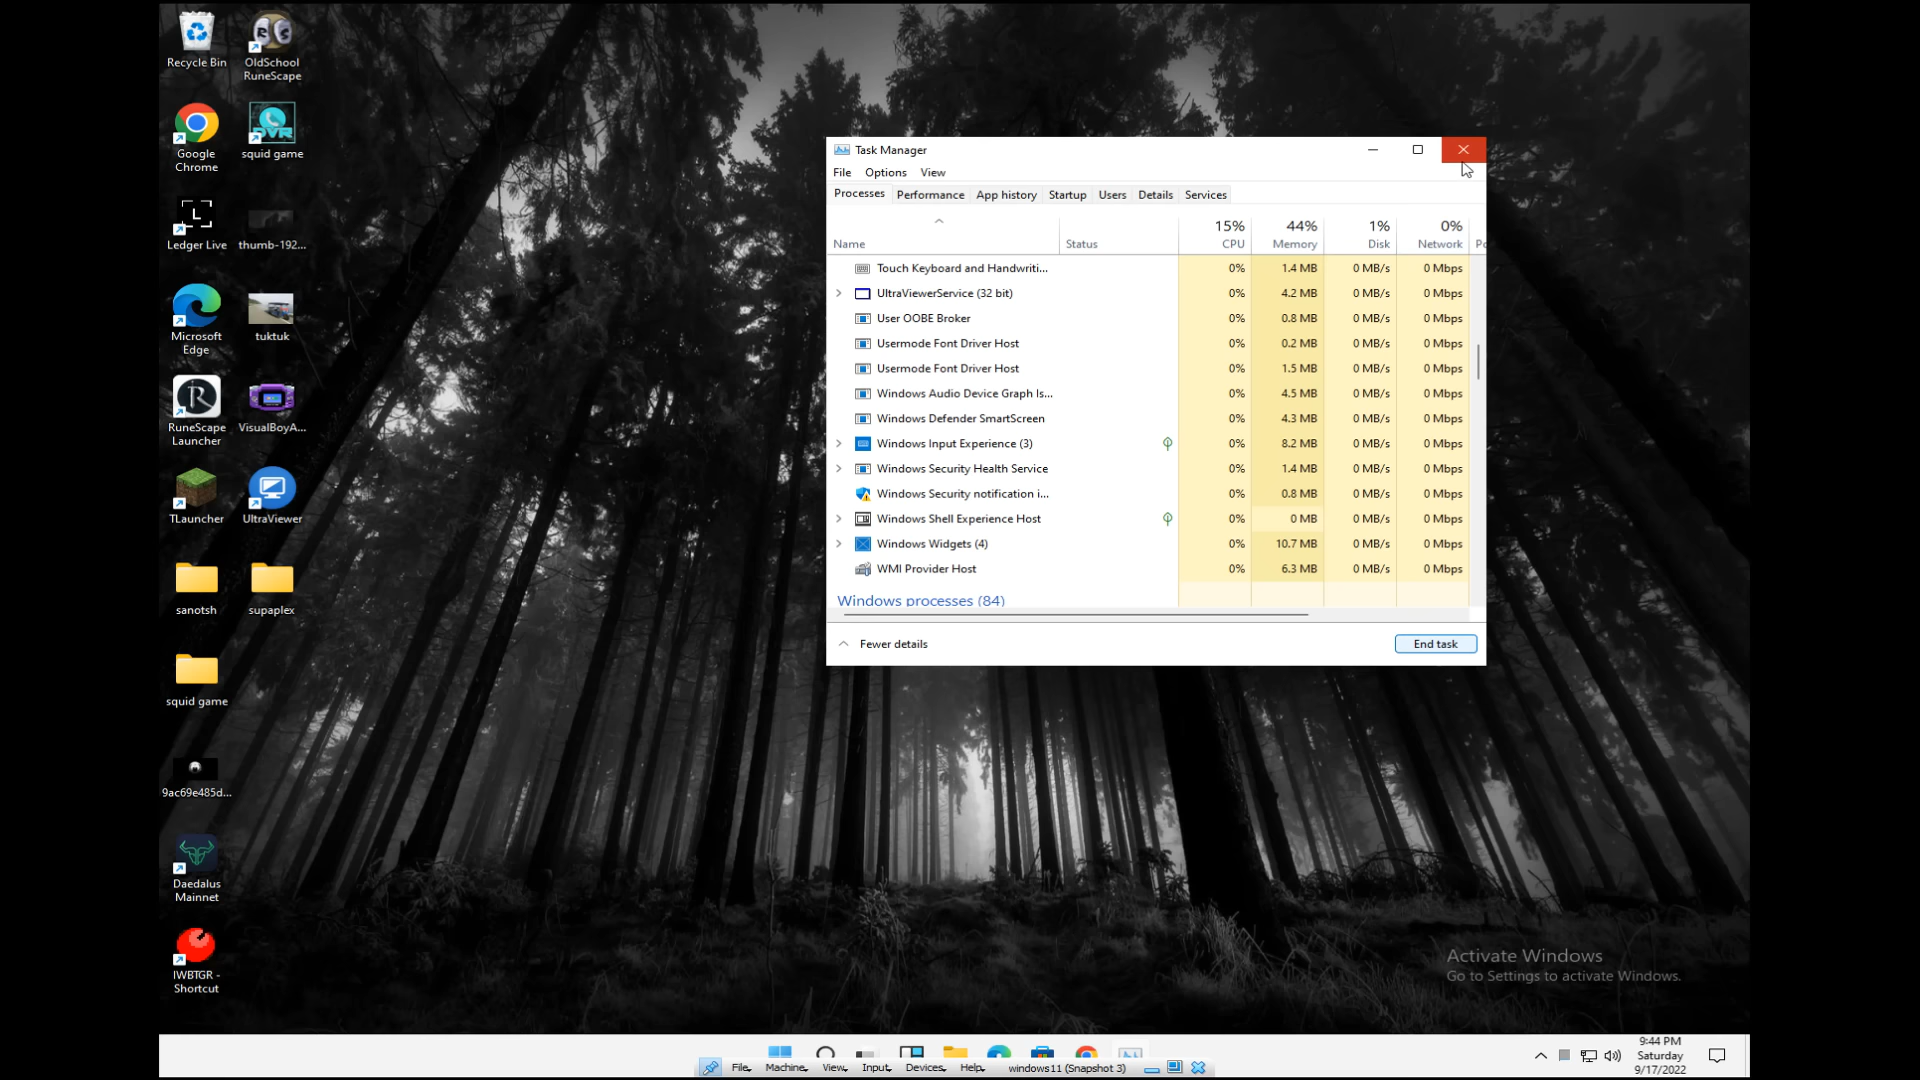 Recycle Bin
OldSchool
RuneScape
Google
Chrome
DVR
squid game
L
Ledger Live
thumb-192...
Microsoft
Edge
tuktuk
R
RuneScape
Launcher
VisualBoyA...
TLauncher
UltraViewer
sanotsh
supaplex
squid game
9ac69e485d...
Daedalus
Mainnet
IWBTGR -
Shortcut
Task Manager
File Options View
Processes Performance App history Startup Users Details Services
15% 44% 1% 0%
Name Status CPU Memory Disk Network
Touch Keyboard and Handwriti... 0% 1.4 MB 0 MB/s 0 Mbps
UltraViewerService (32 bit) 0% 4.2 MB 0 MB/s 0 Mbps
User OOBE Broker 0% 0.8 MB 0 MB/s 0 Mbps
Usermode Font Driver Host 0% 0.2 MB 0 MB/s 0 Mbps
Usermode Font Driver Host 0% 1.5 MB 0 MB/s 0 Mbps
Windows Audio Device Graph Is... 0% 4.5 MB 0 MB/s 0 Mbps
Windows Defender SmartScreen 0% 4.3 MB 0 MB/s 0 Mbps
Windows Input Experience (3) 0% 8.2 MB 0 MB/s 0 Mbps
Windows Security Health Service 0% 1.4 MB 0 MB/s 0 Mbps
Windows Security notification i... 0% 0.8 MB 0 MB/s 0 Mbps
Windows Shell Experience Host 0% 0 MB 0 MB/s 0 Mbps
Windows Widgets (4) 0% 10.7 MB 0 MB/s 0 Mbps
WMI Provider Host 0% 6.3 MB 0 MB/s 0 Mbps
Windows processes (84)
Fewer details End task
Activate Windows
Go to Settings to activate Windows.
9:44 PM
Saturday
9/17/2022
File Machine View Input Devices Help windows11 (Snapshot 3)